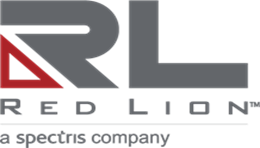 RL
RED LION™
a spectris company